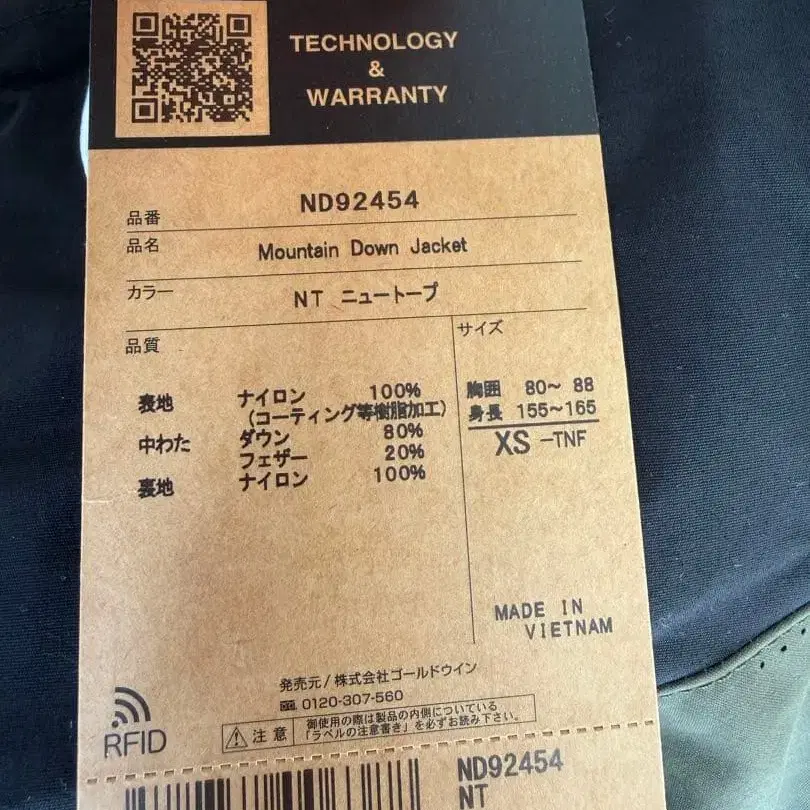 TECHNOLOGY
&
WARRANTY
品番 ND92454
品名 Mountain Down Jacket
カラー NT ニュートープ
品質
表地 ナイロン 100%
(コーティング等樹脂加工)
中わた ダウン 80%
フェザー 20%
裏地 ナイロン 100%
サイズ
胸囲 80~ 88
身長 155~165
XS -TNF
MADE IN
VIETNAM
発売元/株式会社ゴールドウイン
0120-307-560
RFID
注意
御使用の際は製品の内側についている
「ラベルの注意書き」を必ずお読み下さい。
ND92454
NT